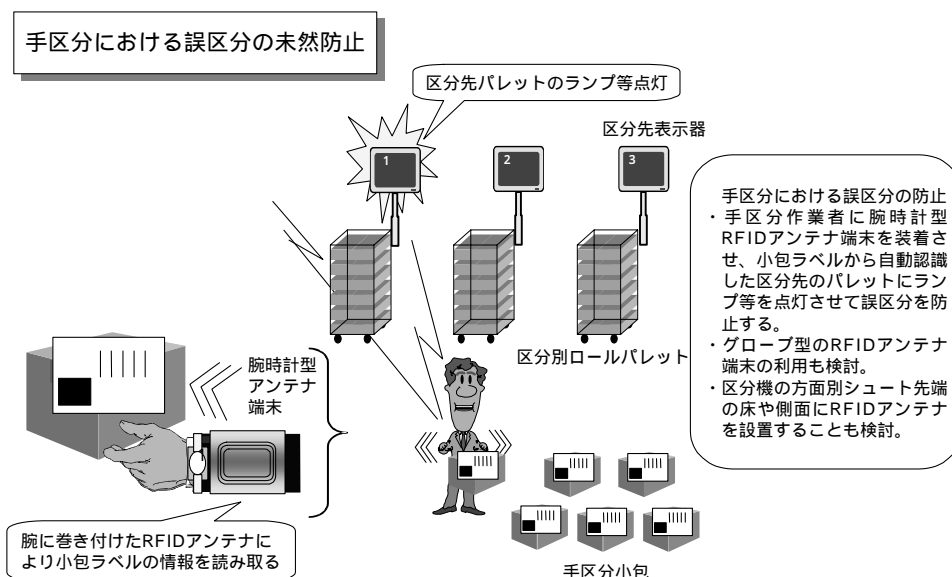 手区分における誤区分の未然防止
区分先パレットのランプ等点灯
区分先表示器
1
2
3
手区分における誤区分の防止
・手区分作業者に腕時計型
RFIDアンテナ端末を装着さ
せ、小包ラベルから自動認識
した区分先のパレットにラン
プ等を点灯させて誤区分を防
止する。
・グローブ型のRFIDアンテナ
端末の利用も検討。
・区分機の方面別シュート先端
の床や側面にRFIDアンテナ
を設置することも検討。
区分別ロールパレット
腕時計型
アンテナ
端末
腕に巻き付けたRFIDアンテナに
より小包ラベルの情報を読み取る
手区分小包